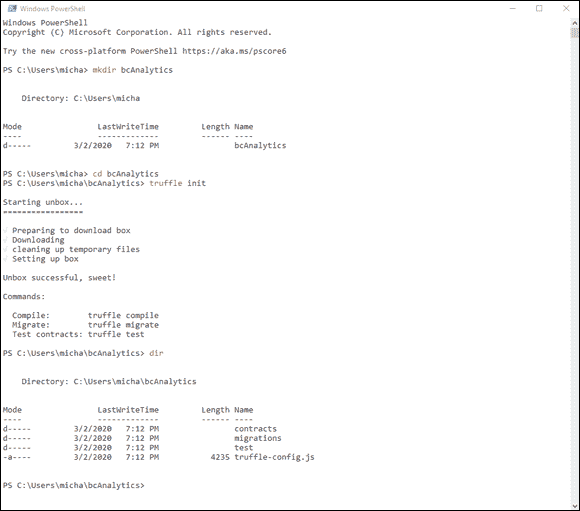 Windows PowerShell
Windows PowerShell
Copyright (C) Microsoft Corporation. All rights reserved.
Try the new cross-platform PowerShell https://aka.ms/pscore6
PS C:\Users\micha> mkdir bcAnalytics
    Directory: C:\Users\micha
Mode                LastWriteTime         Length Name
----                -------------         ------ ----
d-----         3/2/2020   7:12 PM                bcAnalytics
PS C:\Users\micha> cd bcAnalytics
PS C:\Users\micha\bcAnalytics> truffle init
Starting unbox...
=================
√ Preparing to download box
√ Downloading
√ cleaning up temporary files
√ Setting up box
Unbox successful, sweet!
Commands:
  Compile:        truffle compile
  Migrate:        truffle migrate
  Test contracts: truffle test
PS C:\Users\micha\bcAnalytics> dir
    Directory: C:\Users\micha\bcAnalytics
Mode                LastWriteTime         Length Name
----                -------------         ------ ----
d-----         3/2/2020   7:12 PM                contracts
d-----         3/2/2020   7:12 PM                migrations
d-----         3/2/2020   7:12 PM                test
-a----         3/2/2020   7:12 PM           4235 truffle-config.js
PS C:\Users\micha\bcAnalytics>